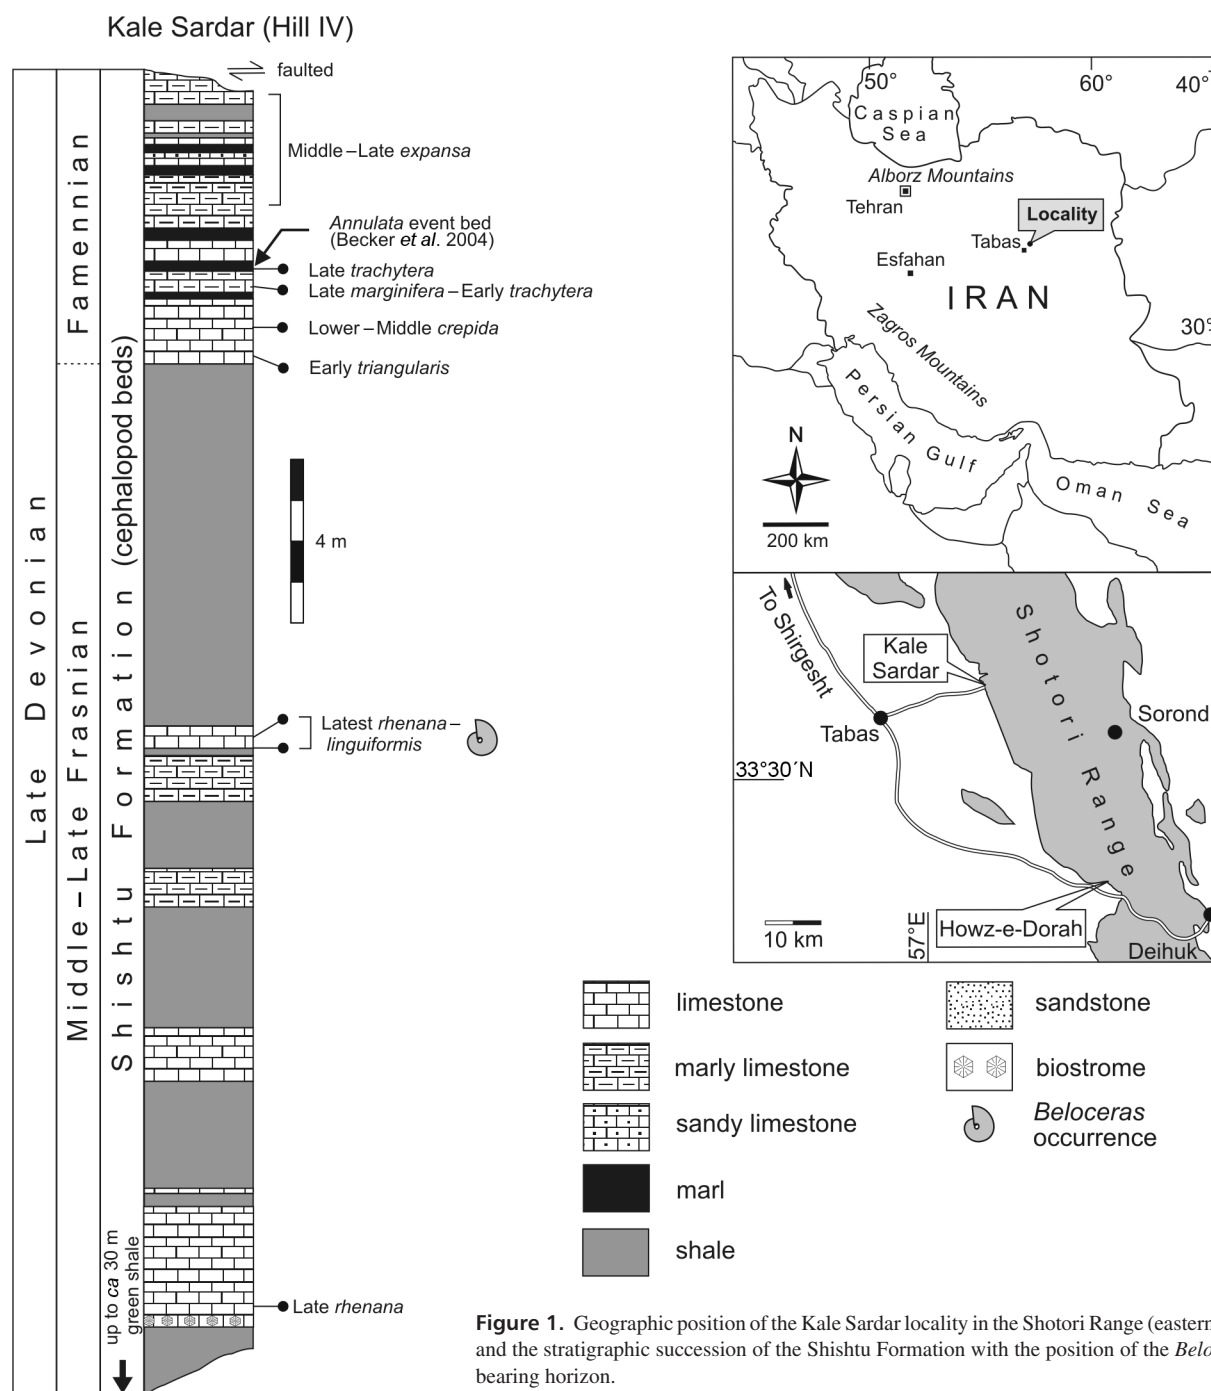 Kale Sardar (Hill IV)
faulted
Middle–Late expansa
Annulata event bed
(Becker et al. 2004)
Late trachytera
Late marginifera–Early trachytera
Lower–Middle crepida
Early triangularis
4 m
Latest rhenana–
linguiformis
Late rhenana
Late Devonian
Famennian
Middle–Late Frasnian
Shishtu Formation (cephalopod beds)
up to ca 30 m
green shale
50°
60°
40°
Caspian
Sea
Alborz Mountains
Tehran
Locality
Tabas
Esfahan
IRAN
30°
Zagros Mountains
Persian Gulf
N
Oman Sea
200 km
To Shirgesht
Shotori Range
Kale
Sardar
Tabas
Sorond
33°30´N
10 km
57°E
Howz-e-Dorah
Deihuk
limestone
marly limestone
sandy limestone
marl
shale
sandstone
biostrome
Beloceras
occurrence
Figure 1. Geographic position of the Kale Sardar locality in the Shotori Range (eastern
and the stratigraphic succession of the Shishtu Formation with the position of the Belo
bearing horizon.